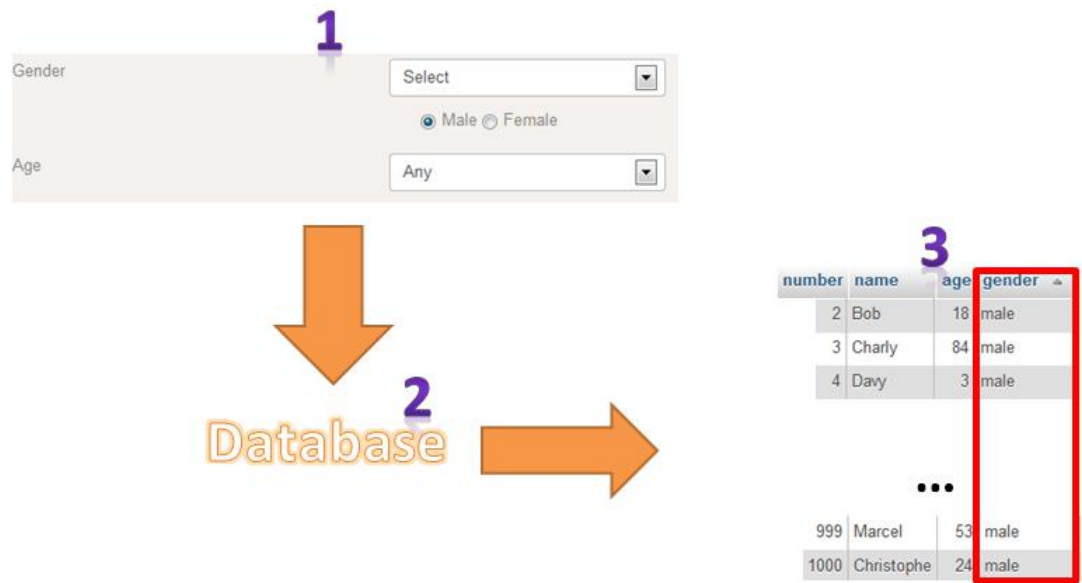 1
Gender
Select
Male Female
Age
Any
2
Database
3
number name age gender
2 Bob 18 male
3 Charly 84 male
4 Davy 3 male
...
999 Marcel 53 male
1000 Christophe 24 male